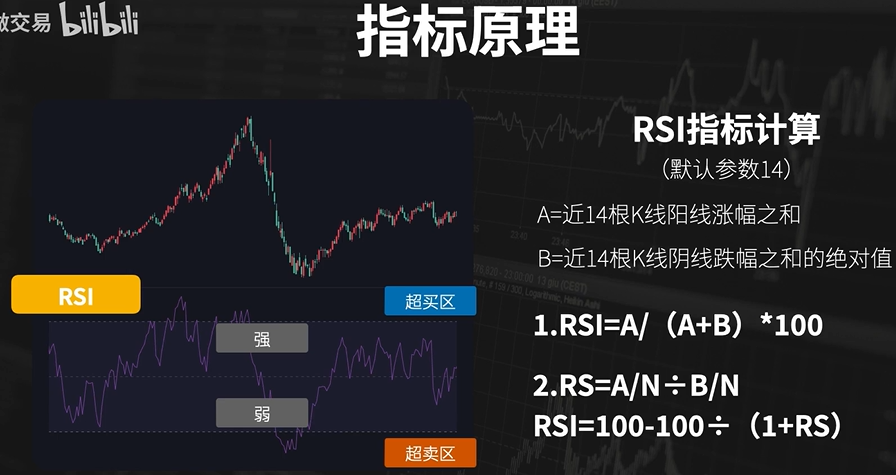 做交易 bilibili
指标原理
RSI指标计算
（默认参数14）
A=近14根K线阳线涨幅之和
B=近14根K线阴线跌幅之和的绝对值
RSI
超买区
强
弱
超卖区
1.RSI=A/（A+B）*100
2.RS=A/N÷B/N
RSI=100-100÷（1+RS）